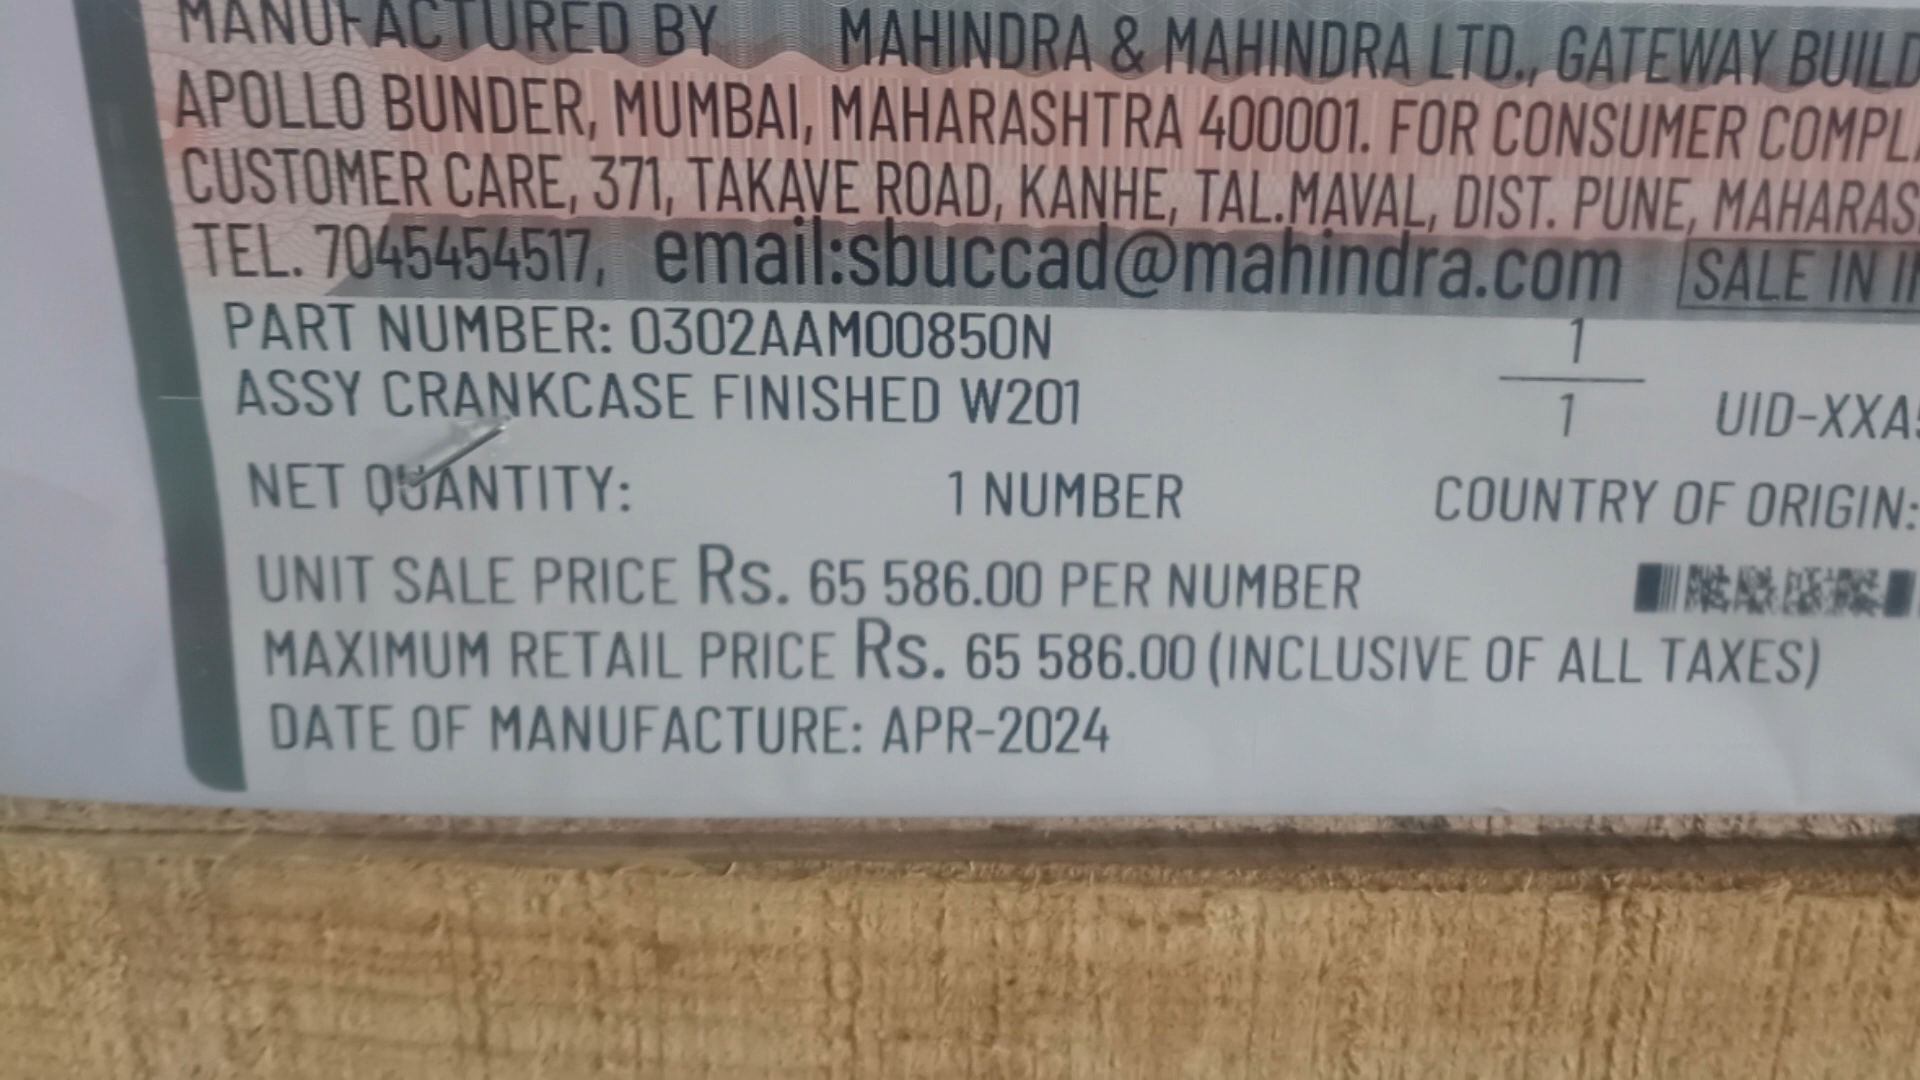 MANUFACTURED BY MAHINDRA & MAHINDRA LTD., GATEWAY BUILD
APOLLO BUNDER, MUMBAI, MAHARASHTRA 400001. FOR CONSUMER COMPL
CUSTOMER CARE, 371, TAKAVE ROAD, KANHE, TAL.MAVAL, DIST. PUNE, MAHARAS
TEL. 7045454517, email:sbuccad@mahindra.com SALE IN
PART NUMBER: 0302AAM00850N 1
ASSY CRANKCASE FINISHED W201 1 UID-XXA
NET QUANTITY: 1 NUMBER COUNTRY OF ORIGIN:
UNIT SALE PRICE Rs. 65 586.00 PER NUMBER
MAXIMUM RETAIL PRICE Rs. 65 586.00 (INCLUSIVE OF ALL TAXES)
DATE OF MANUFACTURE: APR-2024